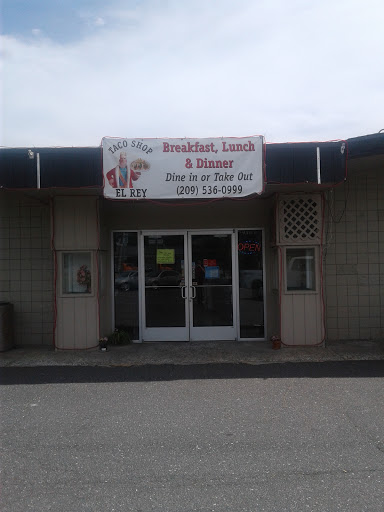 TACO SHOP
EL REY
Breakfast, Lunch
& Dinner
Dine in or Take Out
(209) 536-0999
OPEN